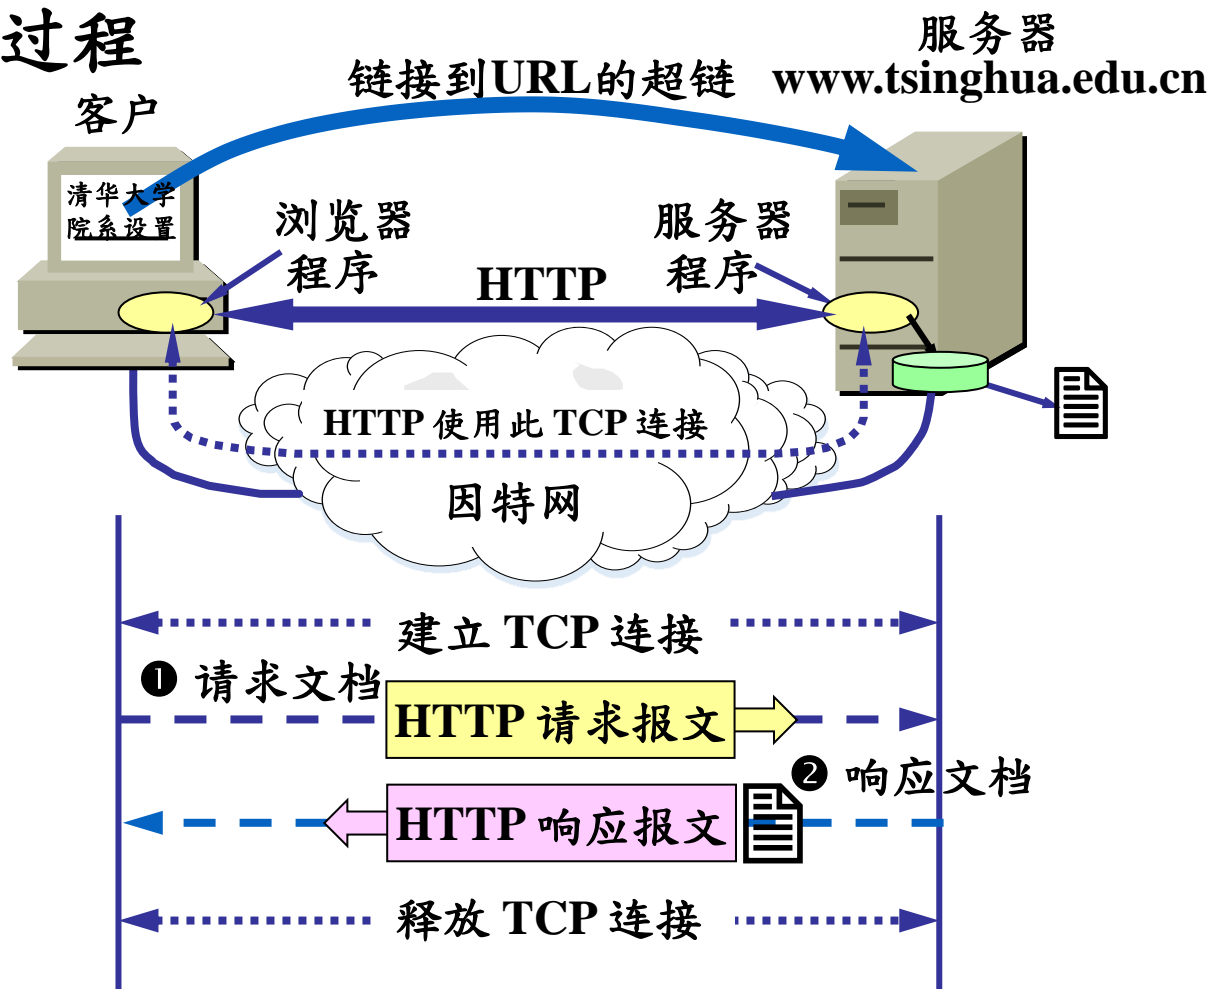 过程
服务器
www.tsinghua.edu.cn
链接到URL的超链
客户
清华大学
院系设置
浏览器
程序
服务器
程序
HTTP
HTTP 使用此 TCP 连接
因特网
建立 TCP 连接
❶ 请求文档
HTTP 请求报文
❷ 响应文档
HTTP 响应报文
释放 TCP 连接